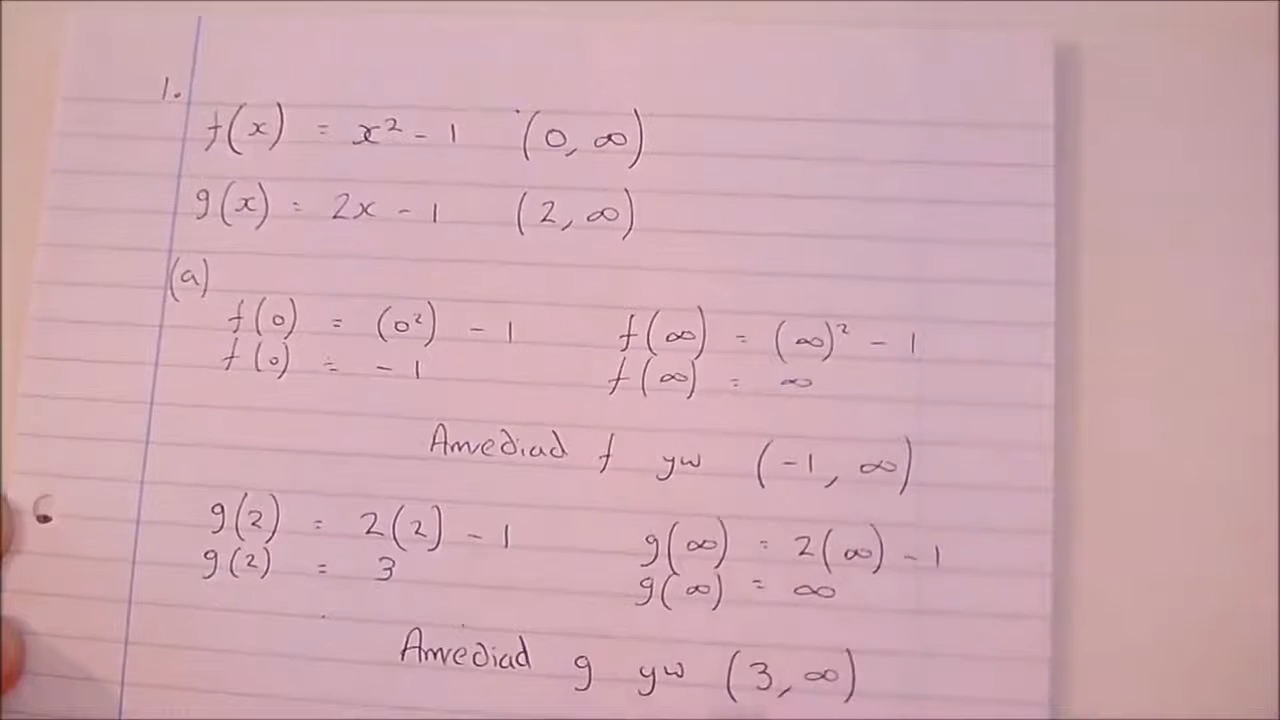 1.
f(x) = x² - 1 (0, ∞)
g(x) = 2x - 1 (2, ∞)
(a)
f(0) = (0²) - 1 f(∞) = (∞)² - 1
f(0) = - 1 f(∞) = ∞
Amrediad f yw (-1, ∞)
g(2) = 2(2) - 1 g(∞) = 2(∞) - 1
g(2) = 3 g(∞) = ∞
Amrediad g yw (3, ∞)